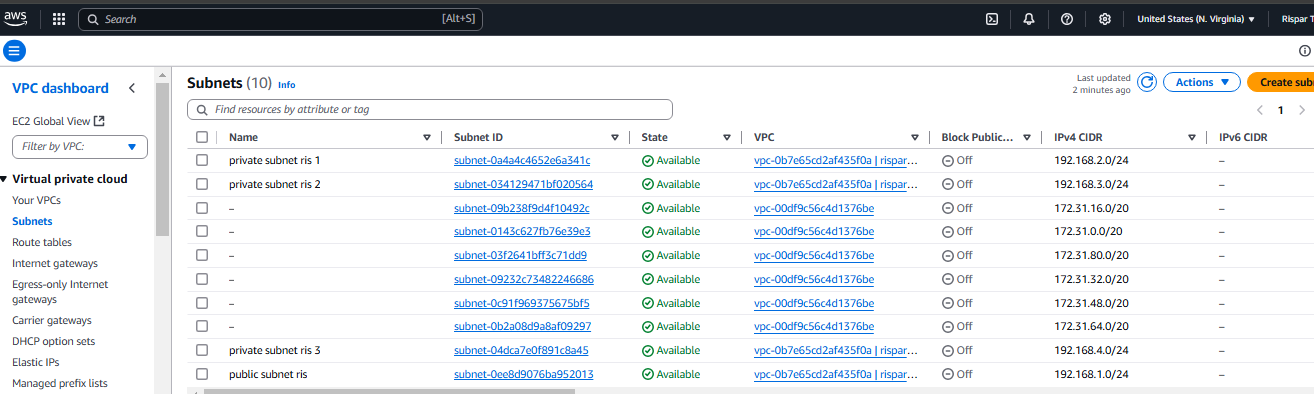 aws
Search [Alt+S] United States (N. Virginia) Rispar T
VPC dashboard
EC2 Global View
Filter by VPC:
Virtual private cloud
Your VPCs
Subnets
Route tables
Internet gateways
Egress-only Internet
gateways
Carrier gateways
DHCP option sets
Elastic IPs
Managed prefix lists
Subnets (10) Info
Last updated
2 minutes ago
Actions
Create sub
Find resources by attribute or tag
1
Name Subnet ID State VPC Block Public... IPv4 CIDR IPv6 CIDR
private subnet ris 1 subnet-0a4a4c4652e6a341c Available vpc-0b7e65cd2af435f0a | rispar... Off 192.168.2.0/24 –
private subnet ris 2 subnet-034129471bf020564 Available vpc-0b7e65cd2af435f0a | rispar... Off 192.168.3.0/24 –
– subnet-09b238f9d4f10492c Available vpc-00df9c56c4d1376be Off 172.31.16.0/20 –
– subnet-0143c627fb76e39e3 Available vpc-00df9c56c4d1376be Off 172.31.0.0/20 –
– subnet-03f2641bff3c71dd9 Available vpc-00df9c56c4d1376be Off 172.31.80.0/20 –
– subnet-09232c73482246686 Available vpc-00df9c56c4d1376be Off 172.31.32.0/20 –
– subnet-0c91f969375675bf5 Available vpc-00df9c56c4d1376be Off 172.31.48.0/20 –
– subnet-0b2a08d9a8af09297 Available vpc-00df9c56c4d1376be Off 172.31.64.0/20 –
private subnet ris 3 subnet-04dca7e0f891c8a45 Available vpc-0b7e65cd2af435f0a | rispar... Off 192.168.4.0/24 –
public subnet ris subnet-0ee8d9076ba952013 Available vpc-0b7e65cd2af435f0a | rispar... Off 192.168.1.0/24 –